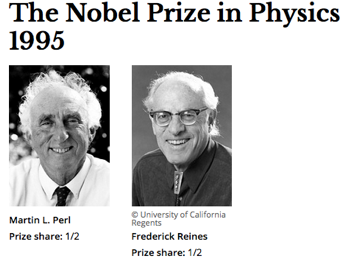 The Nobel Prize in Physics
1995
Martin L. Perl
Prize share: 1/2
© University of California
Regents
Frederick Reines
Prize share: 1/2